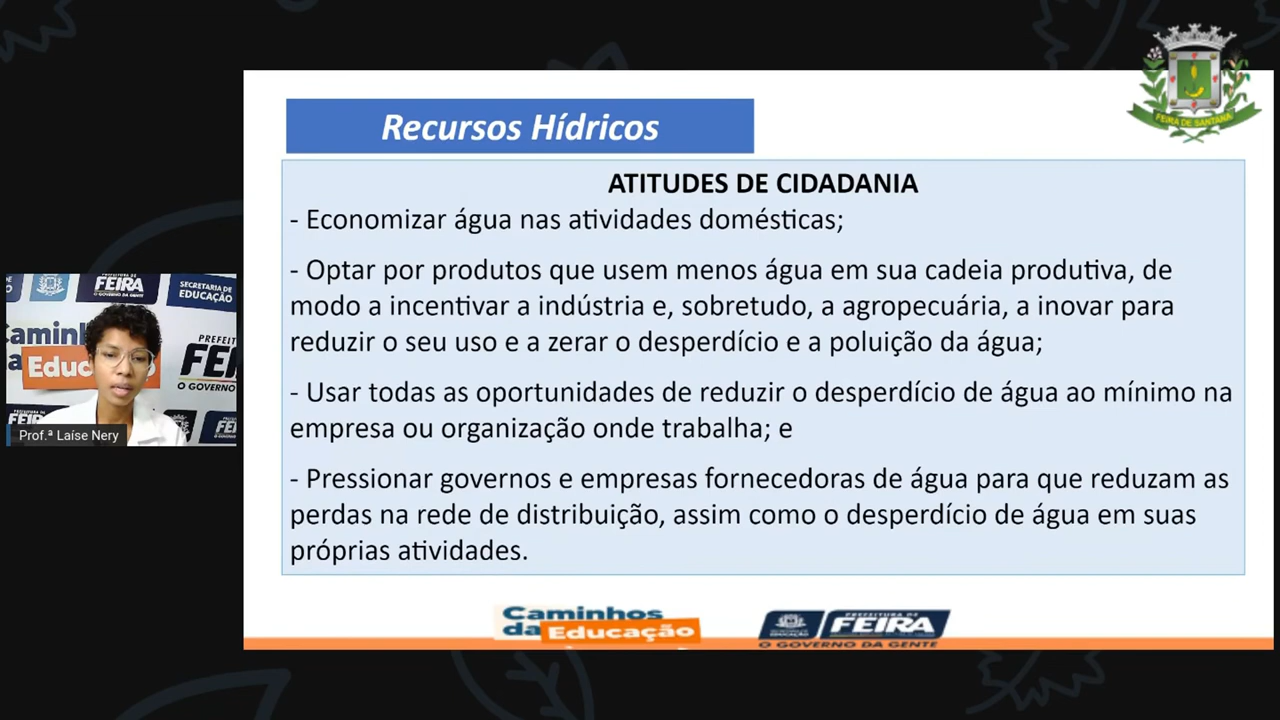 FEIRA DE SANTANA
Recursos Hídricos
ATITUDES DE CIDADANIA
- Economizar água nas atividades domésticas;
- Optar por produtos que usem menos água em sua cadeia produtiva, de
modo a incentivar a indústria e, sobretudo, a agropecuária, a inovar para
reduzir o seu uso e a zerar o desperdício e a poluição da água;
- Usar todas as oportunidades de reduzir o desperdício de água ao mínimo na
empresa ou organização onde trabalha; e
- Pressionar governos e empresas fornecedoras de água para que reduzam as
perdas na rede de distribuição, assim como o desperdício de água em suas
próprias atividades.
FEIRA
O GOVERNO DA GENTE
SECRETARIA DE
EDUCAÇÃO
Prof.ª Laíse Nery
Caminhos
da Educação
PREFEITURA DE
FEIRA
O GOVERNO DA GENTE